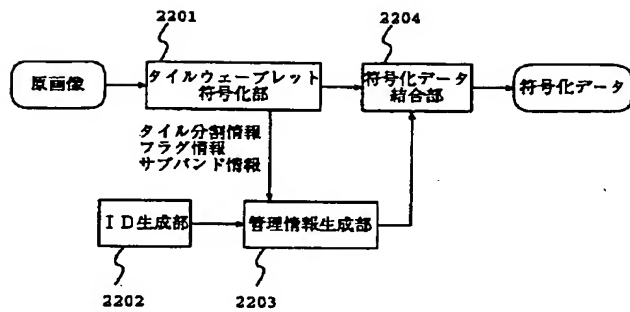 2201
2204
原画像
タイルウェーブレット
符号化部
符号化データ
結合部
符号化データ
タイル分割情報
フラグ情報
サブバンド情報
ID生成部
管理情報生成部
2202
2203